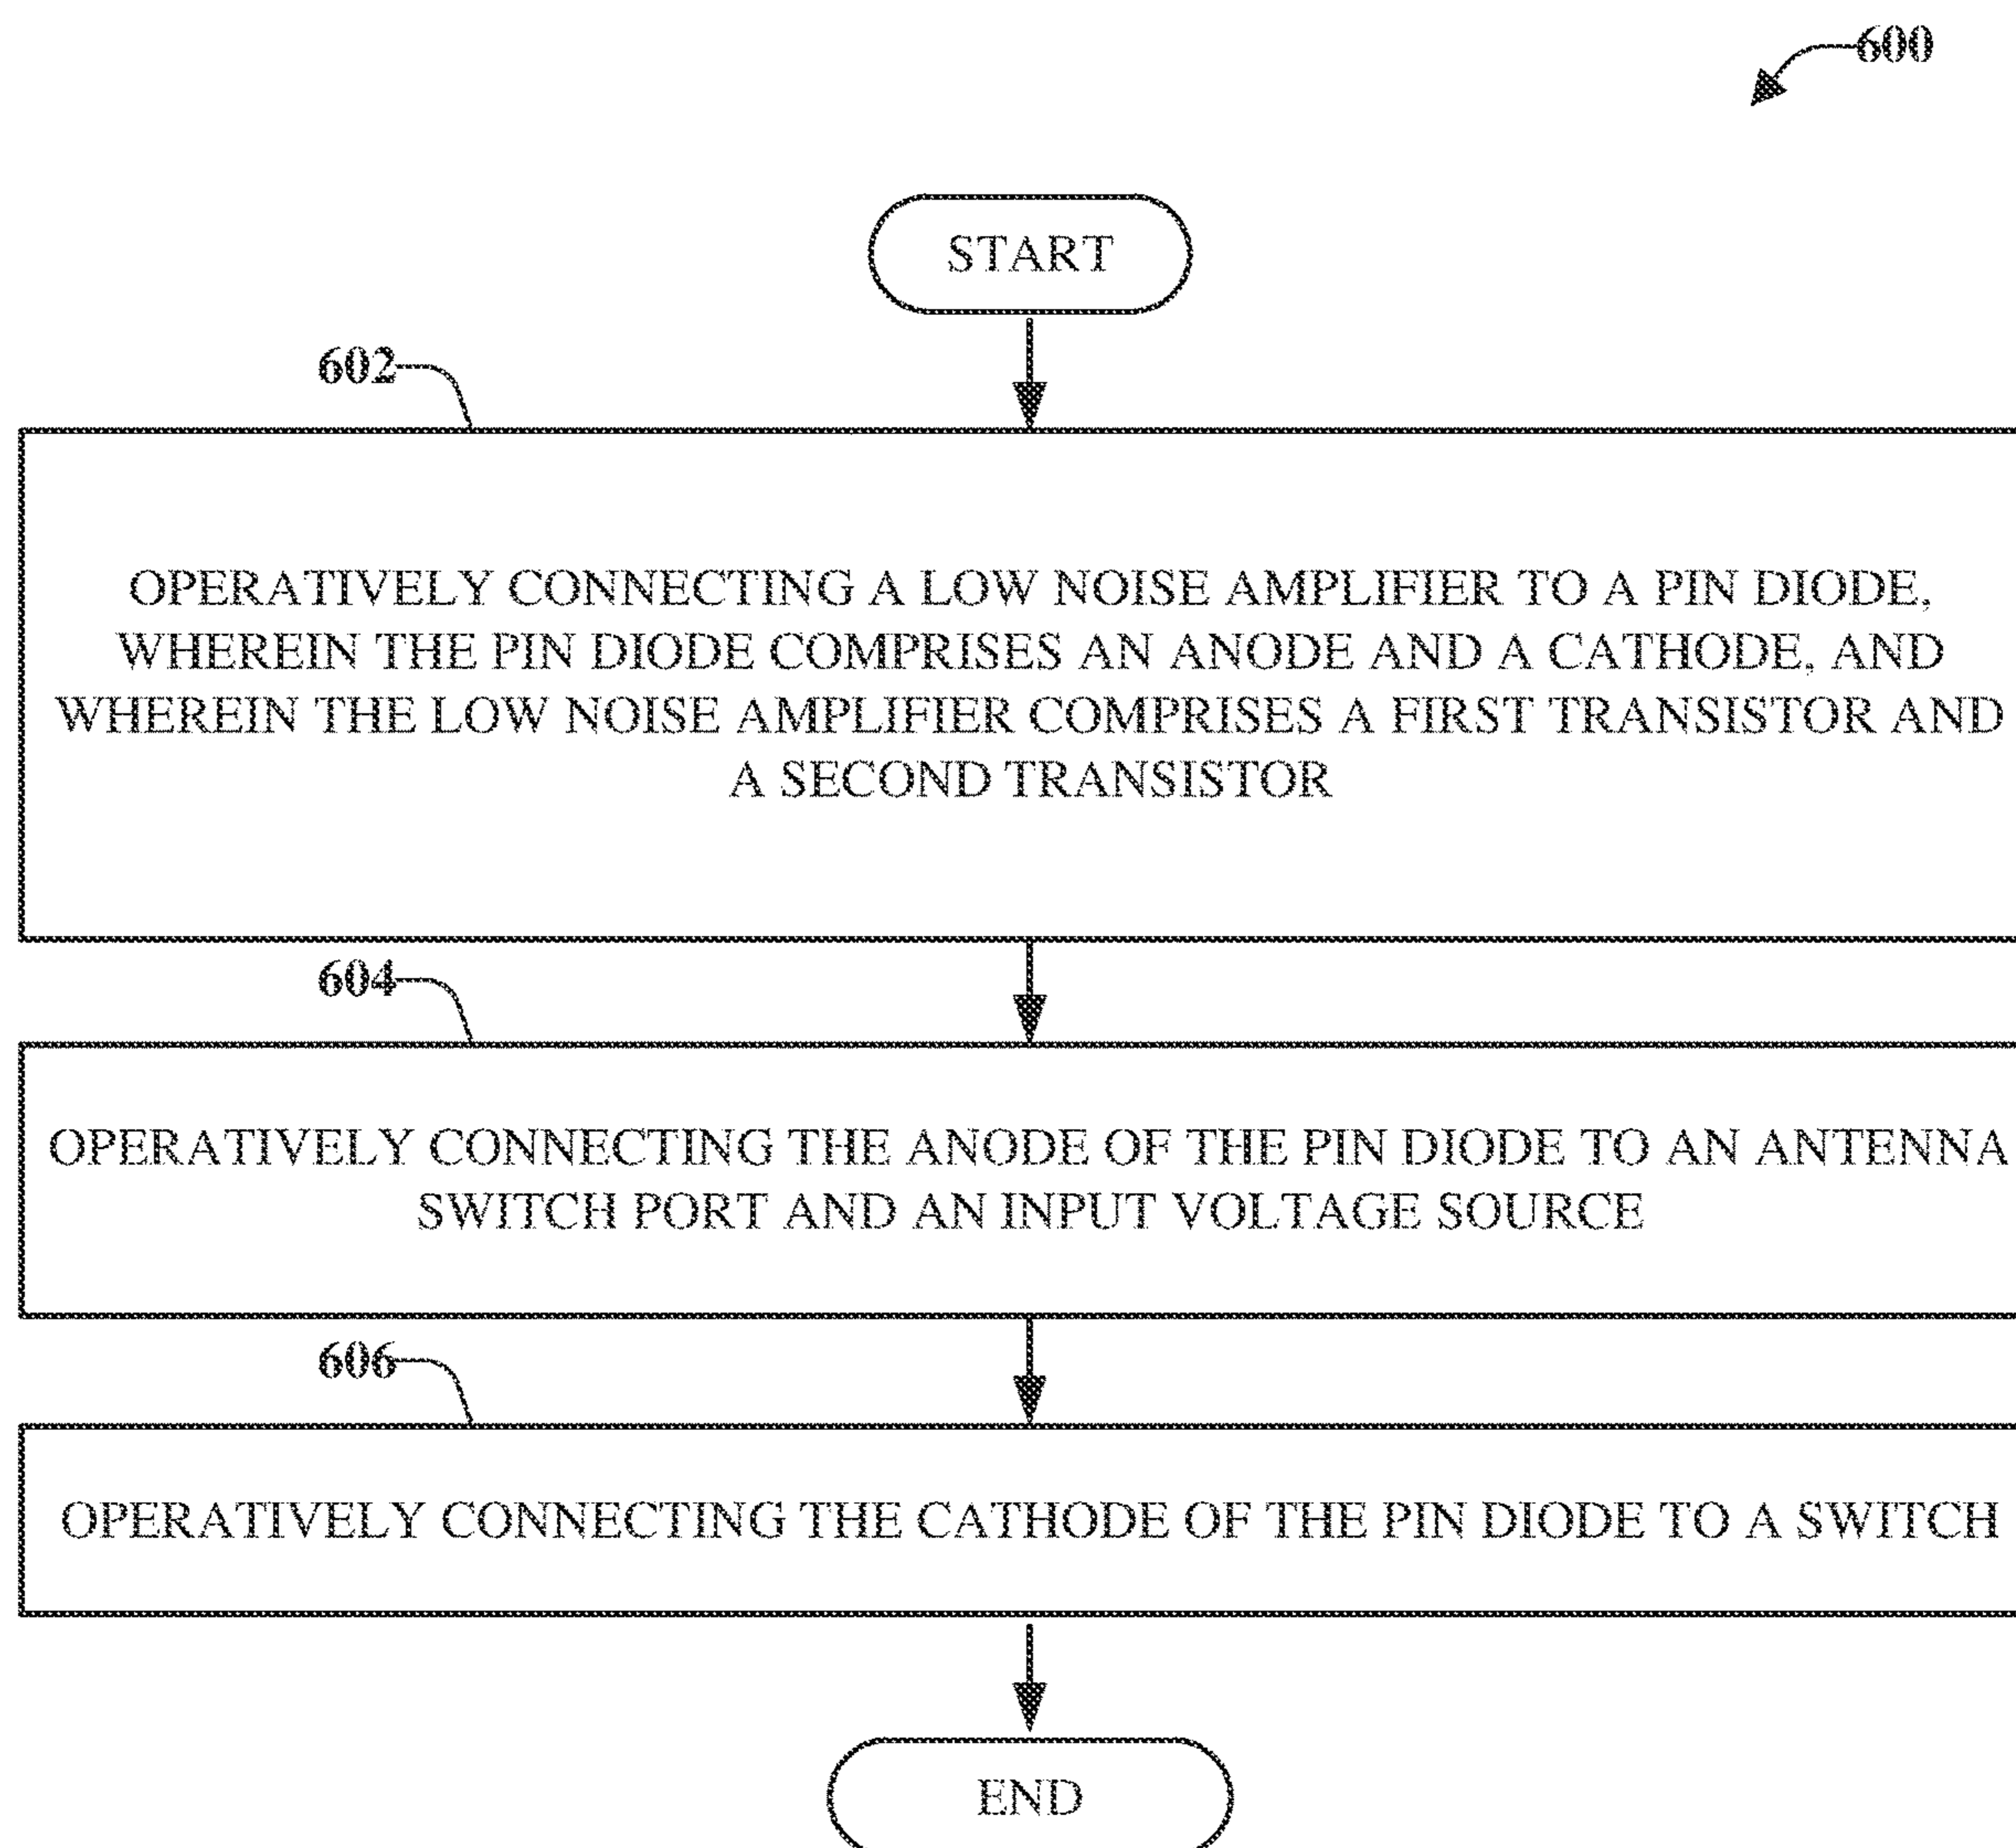 600
START
602
OPERATIVELY CONNECTING A LOW NOISE AMPLIFIER TO A PIN DIODE,
WHEREIN THE PIN DIODE COMPRISES AN ANODE AND A CATHODE, AND
WHEREIN THE LOW NOISE AMPLIFIER COMPRISES A FIRST TRANSISTOR AND
A SECOND TRANSISTOR
604
OPERATIVELY CONNECTING THE ANODE OF THE PIN DIODE TO AN ANTENNA
SWITCH PORT AND AN INPUT VOLTAGE SOURCE
606
OPERATIVELY CONNECTING THE CATHODE OF THE PIN DIODE TO A SWITCH
END